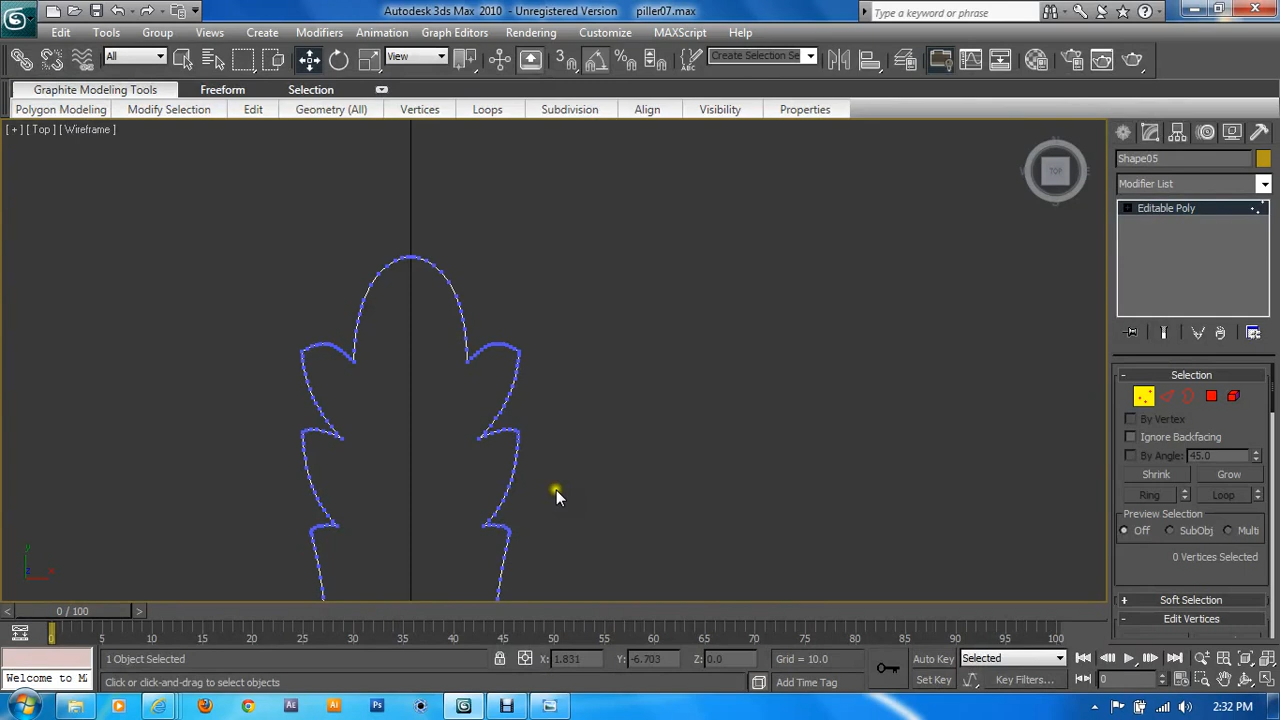 Autodesk 3ds Max 2010 - Unregistered Version piller07.max
Type a keyword or phrase
Edit Tools Group Views Create Modifiers Animation Graph Editors Rendering Customize MAXScript Help
All View 3 Create Selection Se
Graphite Modeling Tools Freeform Selection
Polygon Modeling Modify Selection Edit Geometry (All) Vertices Loops Subdivision Align Visibility Properties
[ + ] [ Top ] [ Wireframe ]
TOP
Shape05
Modifier List
Editable Poly
Selection
By Vertex
Ignore Backfacing
By Angle: 45.0
Shrink Grow
Ring Loop
Preview Selection
Off SubObj Multi
0 Vertices Selected
Soft Selection
Edit Vertices
0 / 100
0 5 10 15 20 25 30 35 40 45 50 55 60 65 70 75 80 85 90 95 100
1 Object Selected X: 1.831 Y: -6.703 Z: 0.0 Grid = 10.0 Auto Key Selected
Welcome to M Click or click-and-drag to select objects Add Time Tag Set Key Key Filters... 0
2:32 PM